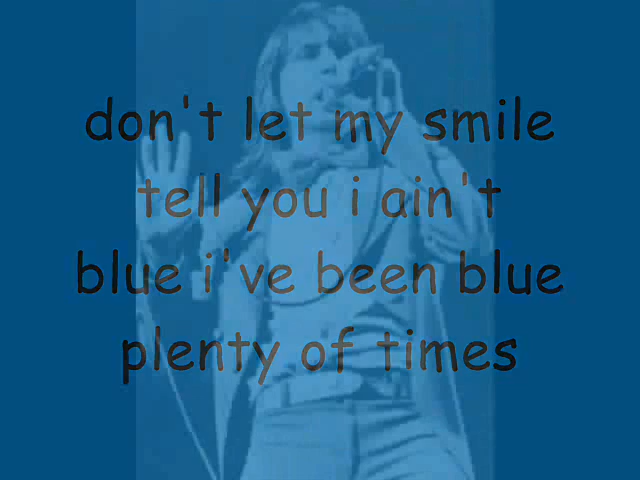 don't let my smile
tell you i ain't
blue i've been blue
plenty of times